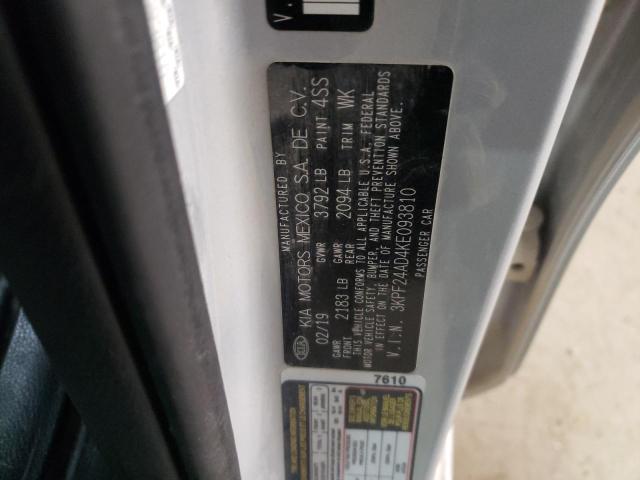 MANUFACTURED BY
KIA MOTORS MEXICO S.A. DE C.V.
02/19 GVWR 3792 LB PAINT 4SS
GAWR FRONT 2183 LB GAWR REAR 2094 LB TRIM WK
THIS VEHICLE CONFORMS TO ALL APPLICABLE U.S.A. FEDERAL
MOTOR VEHICLE SAFETY, BUMPER, AND THEFT PREVENTION STANDARDS
IN EFFECT ON THE DATE OF MANUFACTURE SHOWN ABOVE.
V.I.N. 3KPF24AD4KE093810
PASSENGER CAR
KIA
7610
V.